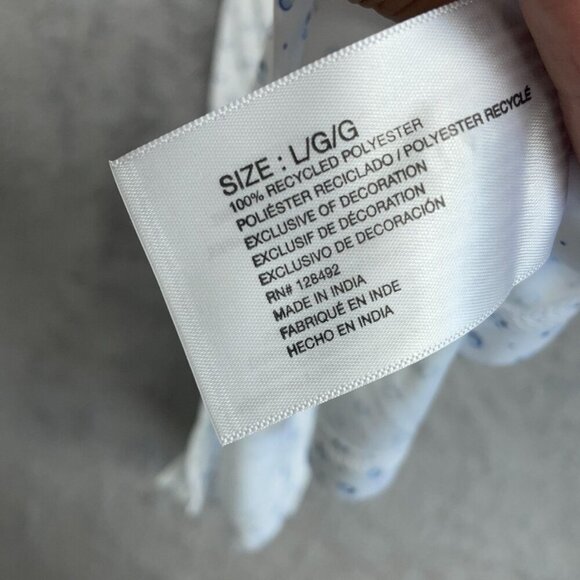 SIZE : L/G/G
100% RECYCLED POLYESTER
POLIÉSTER RECICLADO / POLYESTER RECYCLÉ
EXCLUSIVE OF DECORATION
EXCLUSIF DE DÉCORATION
EXCLUSIVO DE DECORACIÓN
RN# 128492
MADE IN INDIA
FABRIQUÉ EN INDE
HECHO EN INDIA